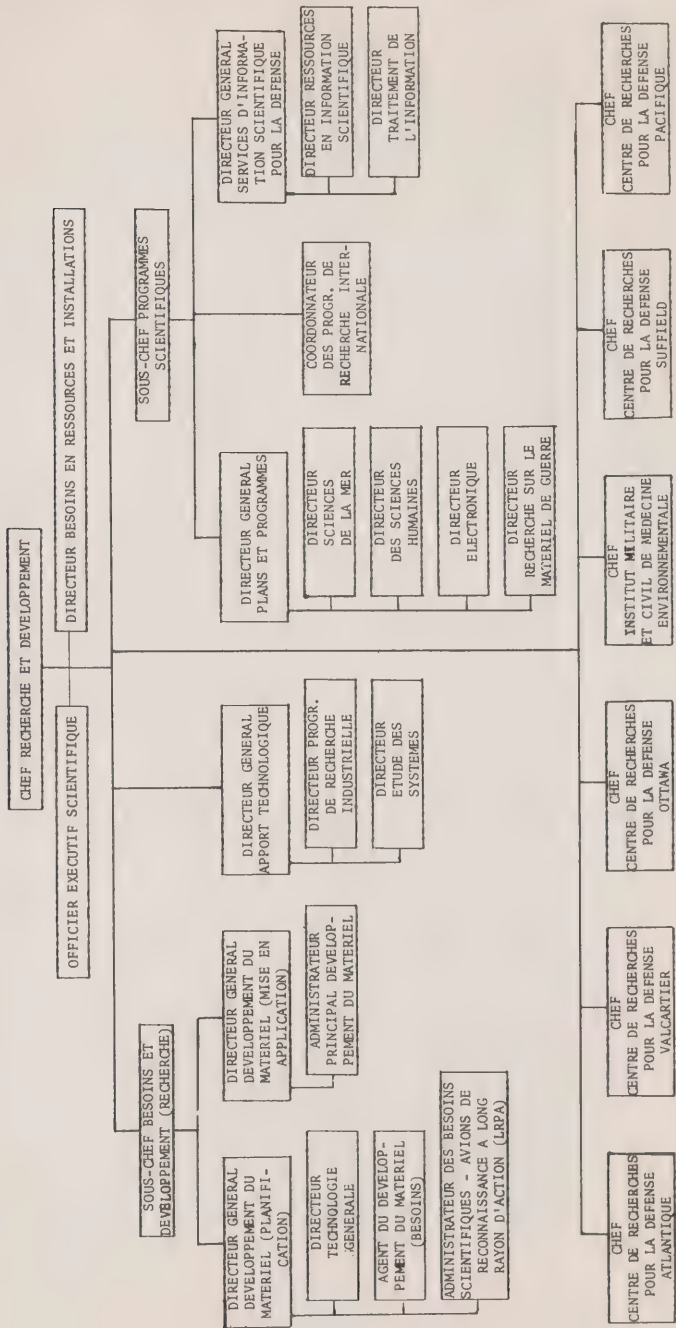 CHEF RECHERCHE ET DEVELOPPEMENT
OFFICIER EXECUTIF SCIENTIFIQUE
DIRECTEUR BESOINS EN RESSOURCES ET INSTALLATIONS
SOUS-CHEF BESOINS ET
DEVELOPPEMENT (RECHERCHE)
SOUS-CHEF PROGRAMMES
SCIENTIFIQUES
DIRECTEUR GENERAL
DEVELOPPEMENT DU
MATERIEL (PLANIFI-
CATION)
DIRECTEUR
TECHNOLOGIE
GENERALE
AGENT DU DEVELOP-
PEMENT DU MATERIEL
(BESOINS)
ADMINISTRATEUR DES BESOINS
SCIENTIFIQUES - AVIONS DE
RECONNAISSANCE A LONG
RAYON D'ACTION (LRPA)
DIRECTEUR GENERAL
DEVELOPPEMENT DU
MATERIEL (MISE EN
APPLICATION)
ADMINISTRATEUR
PRINCIPAL DEVELOP-
PEMENT DU MATERIEL
DIRECTEUR GENERAL
APPORT TECHNOLOGIQUE
DIRECTEUR PROGR.
DE RECHERCHE
INDUSTRIELLE
DIRECTEUR
ETUDE DES
SYSTEMES
DIRECTEUR GENERAL
PLANS ET PROGRAMMES
DIRECTEUR
SCIENCES
DE LA MER
DIRECTEUR
DES SCIENCES
HUMAINES
DIRECTEUR
ELECTRONIQUE
DIRECTEUR
RECHERCHE SUR LE
MATERIEL DE GUERRE
COORDONNATEUR
DES PROGR. DE
RECHERCHE INTER-
NATIONALE
DIRECTEUR GENERAL
SERVICES D'INFORMA-
TION SCIENTIFIQUE
POUR LA DEFENSE
DIRECTEUR RESSOURCES
EN INFORMATION
SCIENTIFIQUE
DIRECTEUR
TRAITEMENT DE
L'INFORMATION
CHEF
CENTRE DE RECHERCHES
POUR LA DEFENSE
ATLANTIQUE
CHEF
CENTRE DE RECHERCHES
POUR LA DEFENSE
VALCARTIER
CHEF
CENTRE DE RECHERCHES
POUR LA DEFENSE
OTTAWA
CHEF
INSTITUT MILITAIRE
ET CIVIL DE MEDECINE
ENVIRONNEMENTALE
CHEF
CENTRE DE RECHERCHES
POUR LA DEFENSE
SUFFIELD
CHEF
CENTRE DE RECHERCHES
POUR LA DEFENSE
PACIFIQUE